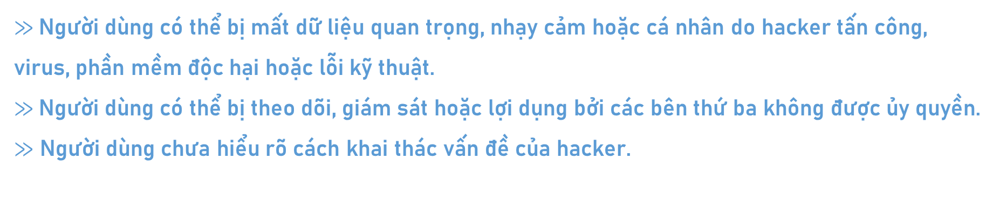 >> Người dùng có thể bị mất dữ liệu quan trọng, nhạy cảm hoặc cá nhân do hacker tấn công,
virus, phần mềm độc hại hoặc lỗi kỹ thuật.
>> Người dùng có thể bị theo dõi, giám sát hoặc lợi dụng bởi các bên thứ ba không được ủy quyền.
>> Người dùng chưa hiểu rõ cách khai thác vấn đề của hacker.